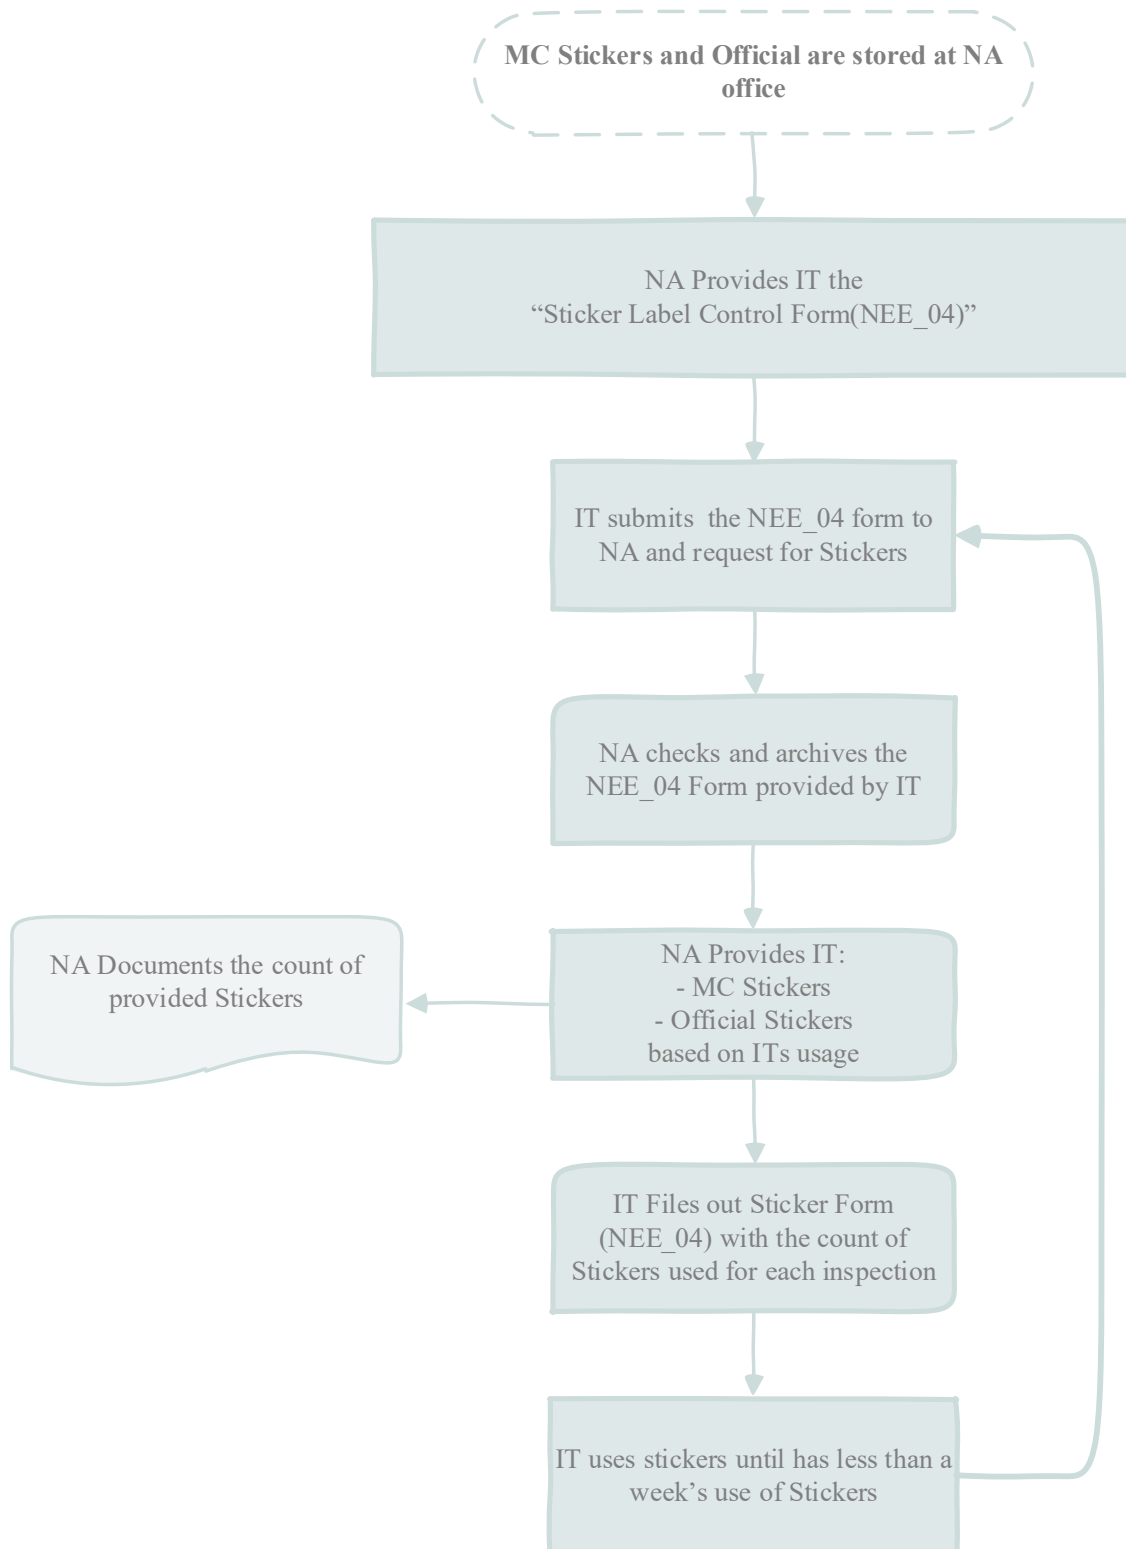 MC Stickers and Official are stored at NA
office
NA Provides IT the
“Sticker Label Control Form(NEE_04)”
IT submits  the NEE_04 form to
NA and request for Stickers
NA checks and archives the
NEE_04 Form provided by IT
NA Documents the count of
provided Stickers
NA Provides IT:
- MC Stickers
- Official Stickers
based on ITs usage
IT Files out Sticker Form
(NEE_04) with the count of
Stickers used for each inspection
IT uses stickers until has less than a
week’s use of Stickers